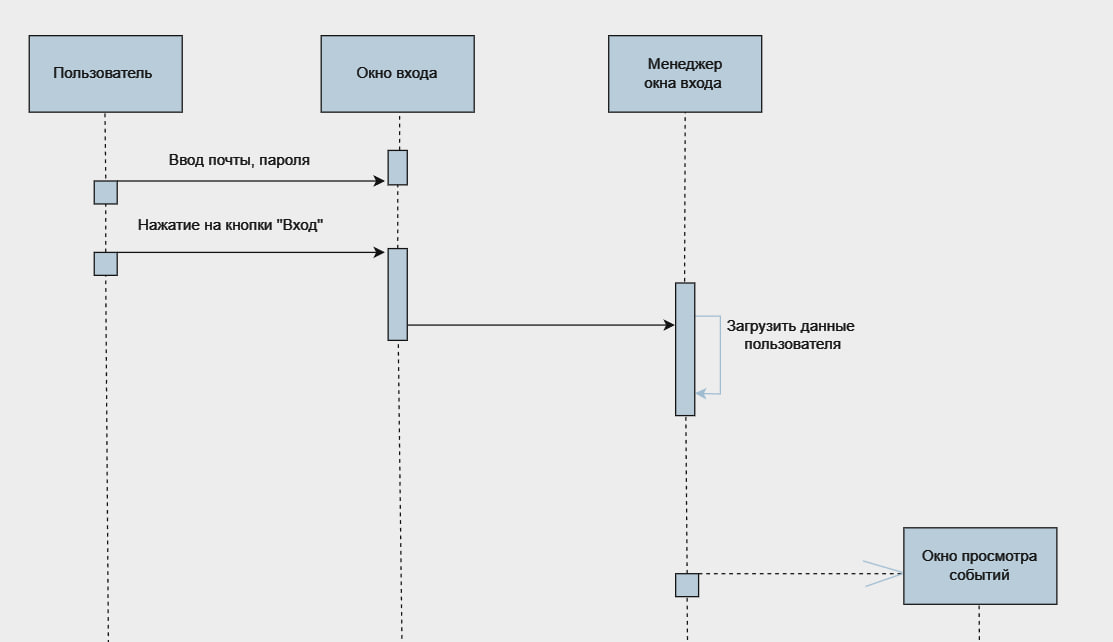 Пользователь
Окно входа
Менеджер
окна входа
Ввод почты, пароля
Нажатие на кнопки "Вход"
Загрузить данные
пользователя
Окно просмотра
событий